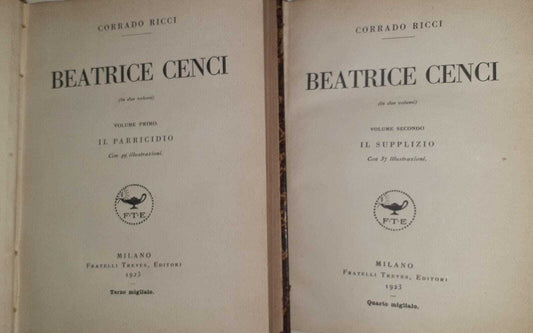 CORRADO RICCI
BEATRICE CENCI
(in due volumi)
VOLUME PRIMO
IL PARRICIDIO
Con 49 illustrazioni.
F·T·E
MILANO
FRATELLI TREVES, EDITORI
1923
Terzo migliaio.
CORRADO RICCI
BEATRICE CENCI
(in due volumi)
VOLUME SECONDO
IL SUPPLIZIO
Con 37 illustrazioni.
F·T·E
MILANO
FRATELLI TREVES, EDITORI
1923
Quarto migliaio.